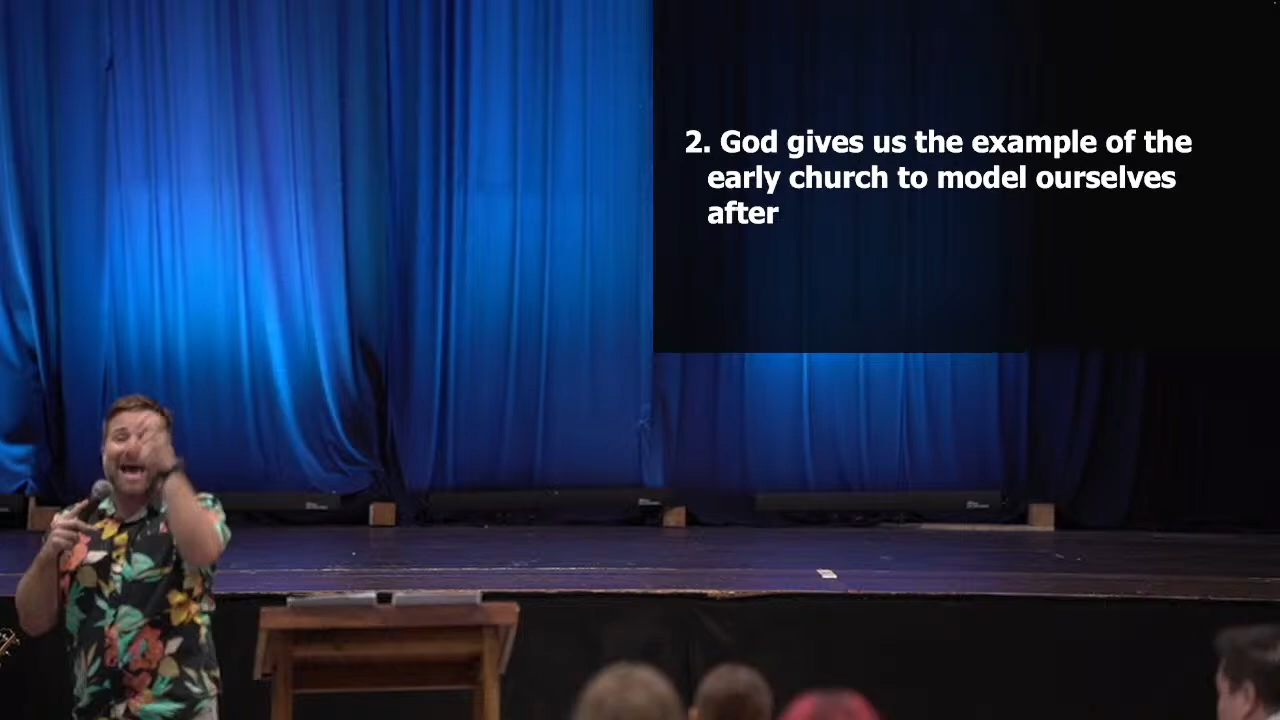 2. God gives us the example of the
early church to model ourselves
after